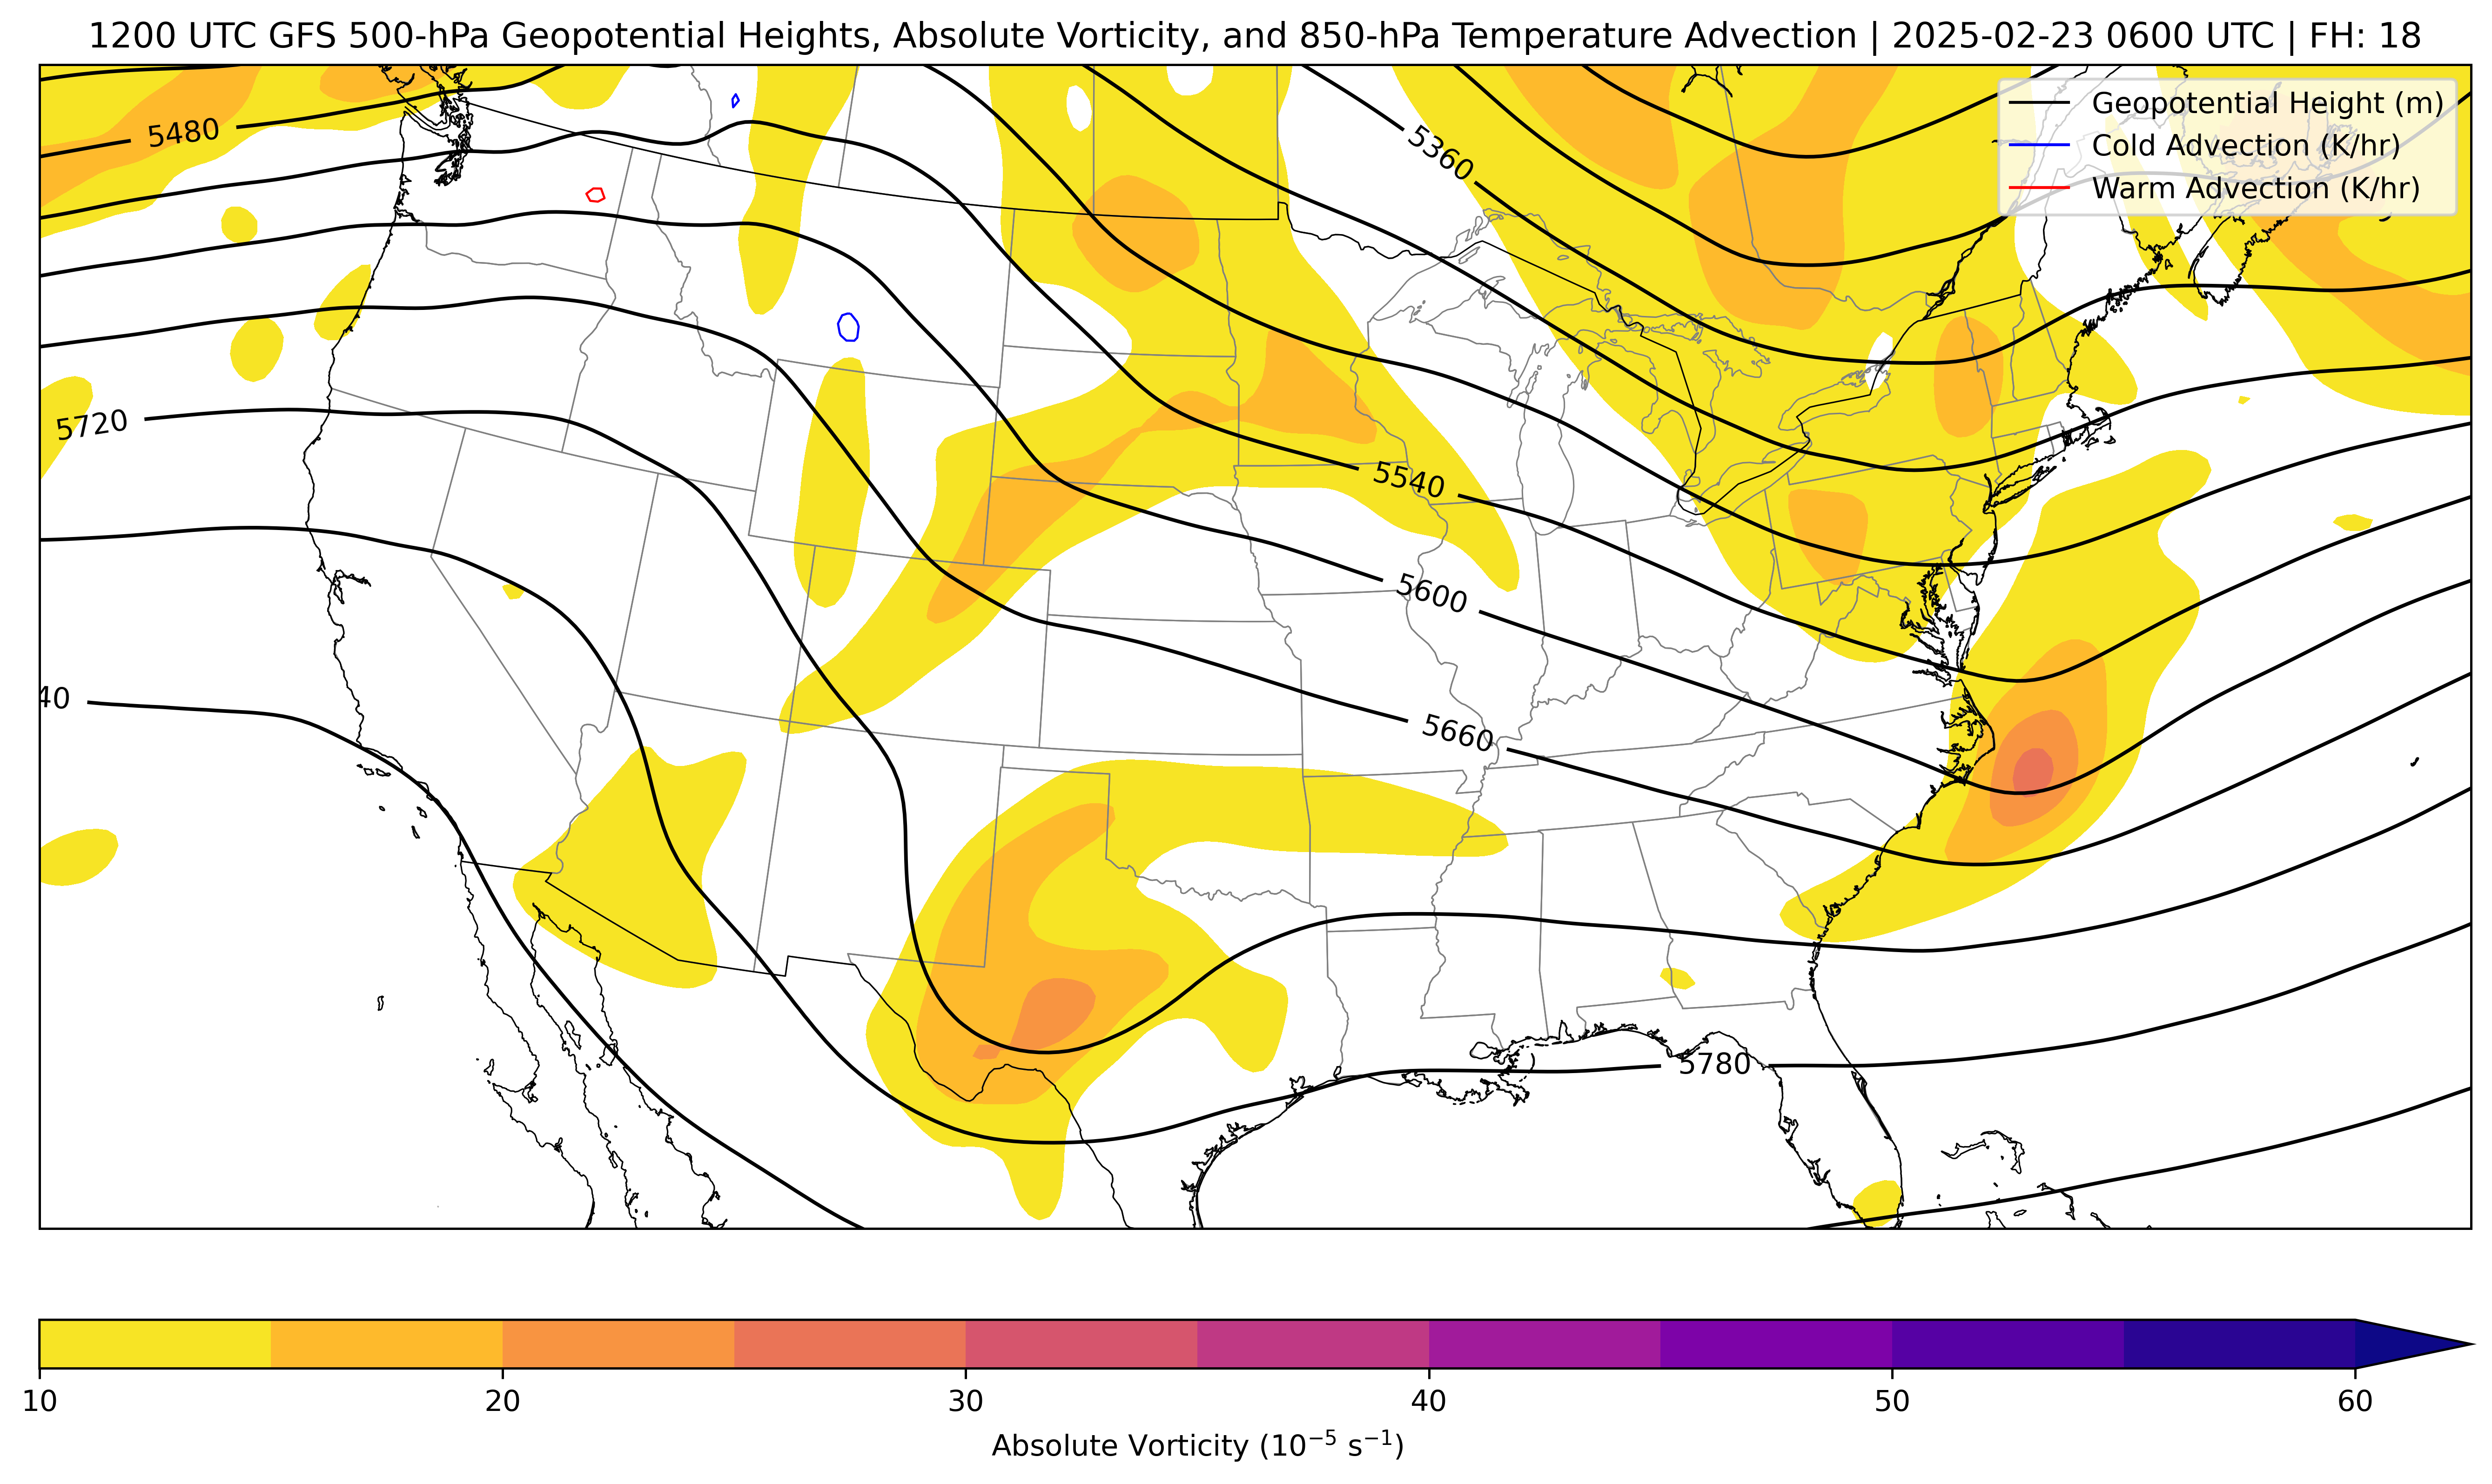 1200 UTC GFS 500-hPa Geopotential Heights, Absolute Vorticity, and 850-hPa Temperature Advection | 2025-02-23 0600 UTC | FH: 18
Geopotential Height (m)
Cold Advection (K/hr)
Warm Advection (K/hr)
5480
5360
5720
5540
5600
40
5660
5780
10 20 30 40 50 60
Absolute Vorticity (10⁻⁵ s⁻¹)